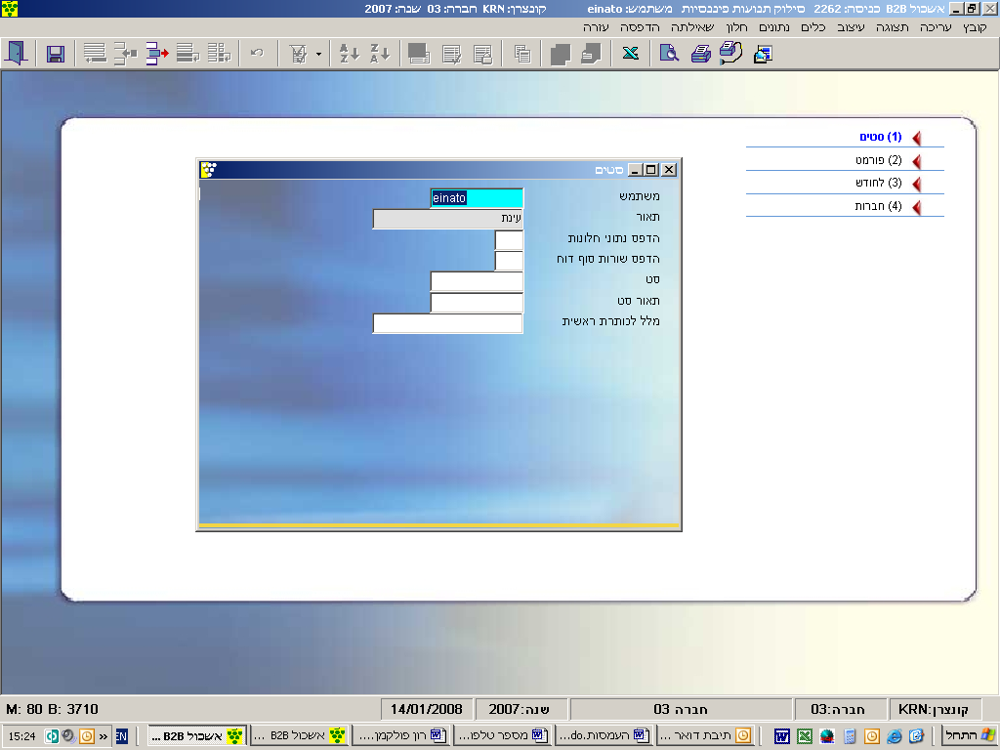 אשכול B2B כניסה: 2262 סילוק תנועות פיננסיות משתמש: einato קונצרן: KRN חברה: 03 שנה: 2007
קובץ עריכה תצוגה עיצוב כלים נתונים חלון שאילתה הדפסה עזרה
(1) סטים
(2) פורמט
(3) לחודש
(4) חברות
סטים
משתמש einato
תאור עינת
הדפס נתוני חלונות
הדפס שורות סוף דוח
סט
תאור סט
מלל לכותרת ראשית
קונצרן:KRN חברה:03 חברה 03 שנה:2007 14/01/2008 M: 80 B: 3710
התחל תיבת דואר ... העמסות.do... מספר טלפו... רון פולקמן.... אשכול B2B ... אשכול B2B ... EN 15:24